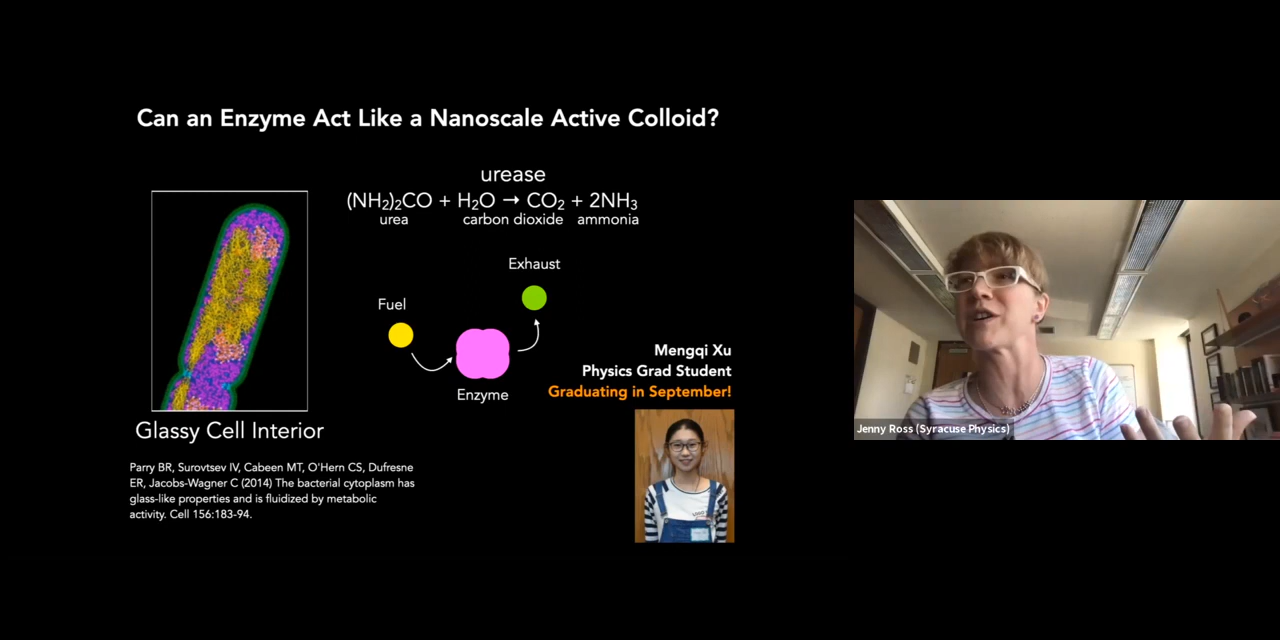 Can an Enzyme Act Like a Nanoscale Active Colloid?
urease
(NH₂)₂CO + H₂O → CO₂ + 2NH₃
urea carbon dioxide ammonia
Exhaust
Fuel
Enzyme
Mengqi Xu
Physics Grad Student
Graduating in September!
Glassy Cell Interior
Parry BR, Surovtsev IV, Cabeen MT, O'Hern CS, Dufresne
ER, Jacobs-Wagner C (2014) The bacterial cytoplasm has
glass-like properties and is fluidized by metabolic
activity. Cell 156:183-94.
Jenny Ross (Syracuse Physics)